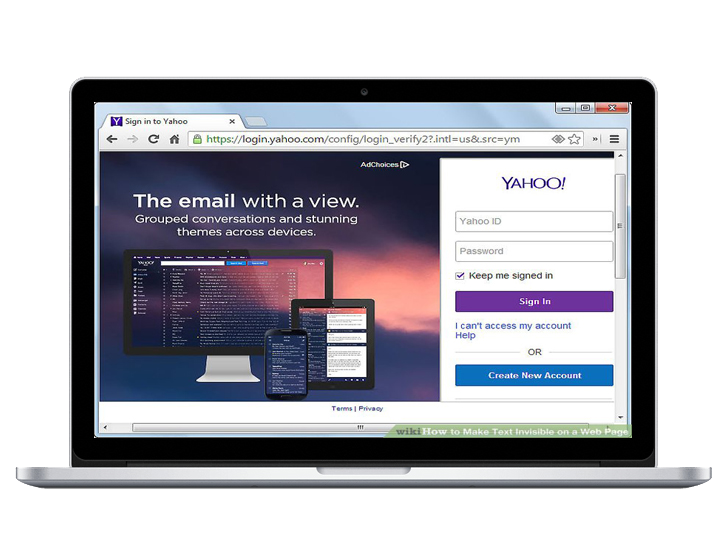 Sign in to Yahoo
https://login.yahoo.com/config/login_verify2?.intl=us&.src=ym
AdChoices
The email with a view.
Grouped conversations and stunning
themes across devices.
YAHOO!
YAHOO!
Yahoo ID
Password
Keep me signed in
Sign In
I can't access my account
Help
OR
Create New Account
Terms | Privacy
wikiHow to Make Text Invisible on a Web Page